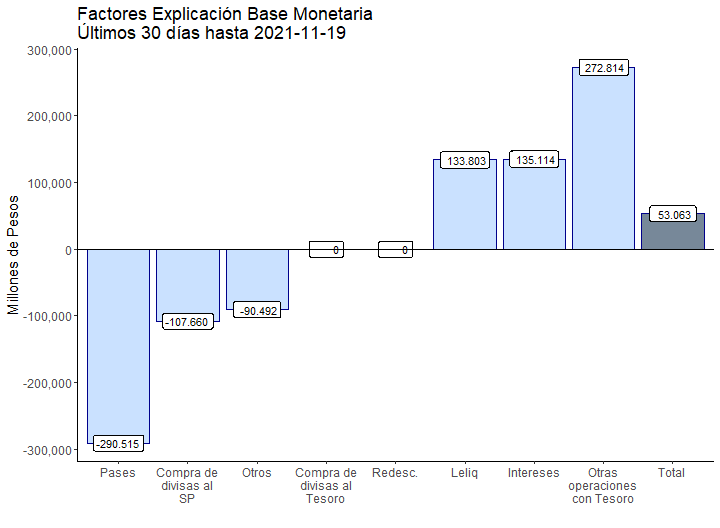 Factores Explicación Base Monetaria
Últimos 30 días hasta 2021-11-19
Millones de Pesos
300,000
200,000
100,000
0
-100,000
-200,000
-300,000
-290.515
-107.660
-90.492
0
0
133.803
135.114
272.814
53.063
Pases
Compra de
divisas al
SP
Otros
Compra de
divisas al
Tesoro
Redesc.
Leliq
Intereses
Otras
operaciones
con Tesoro
Total